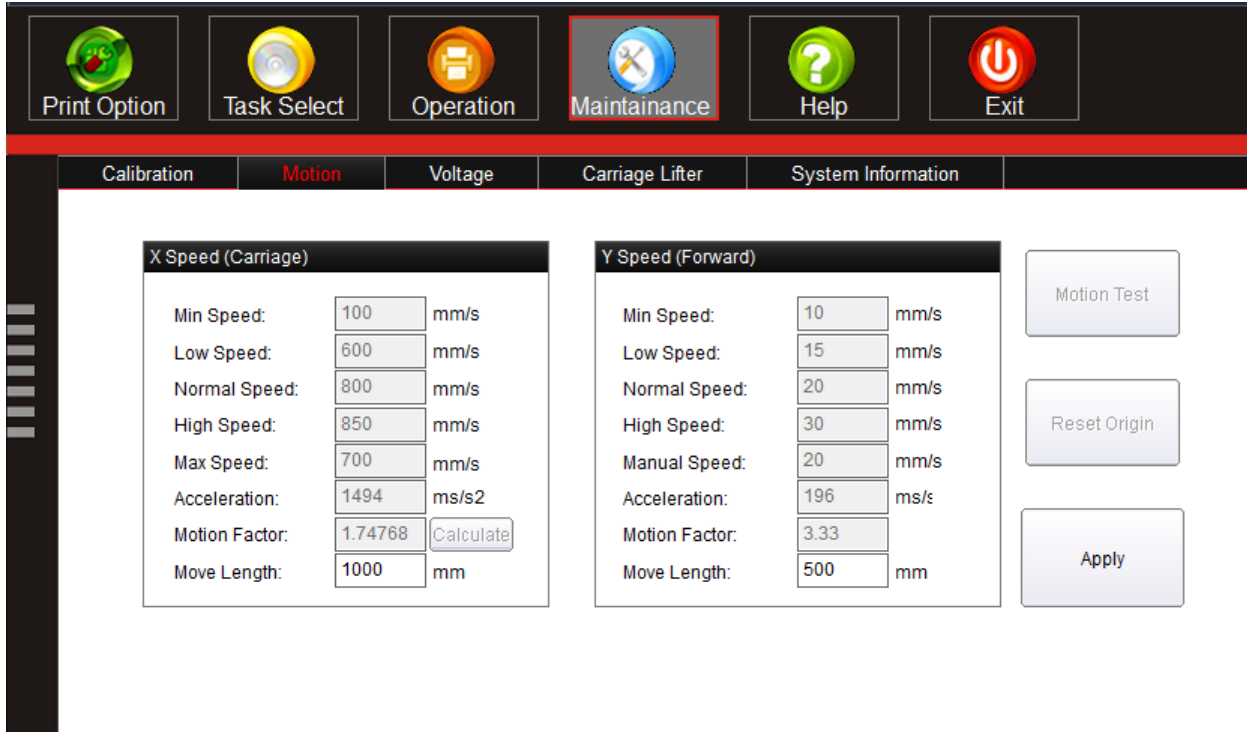 Print Option Task Select Operation Maintainance Help Exit
Calibration Motion Voltage Carriage Lifter System Information
X Speed (Carriage)
Min Speed: 100 mm/s
Low Speed: 600 mm/s
Normal Speed: 800 mm/s
High Speed: 850 mm/s
Max Speed: 700 mm/s
Acceleration: 1494 ms/s2
Motion Factor: 1.74768 Calculate
Move Length: 1000 mm
Y Speed (Forward)
Min Speed: 10 mm/s
Low Speed: 15 mm/s
Normal Speed: 20 mm/s
High Speed: 30 mm/s
Manual Speed: 20 mm/s
Acceleration: 196 ms/s
Motion Factor: 3.33
Move Length: 500 mm
Motion Test
Reset Origin
Apply